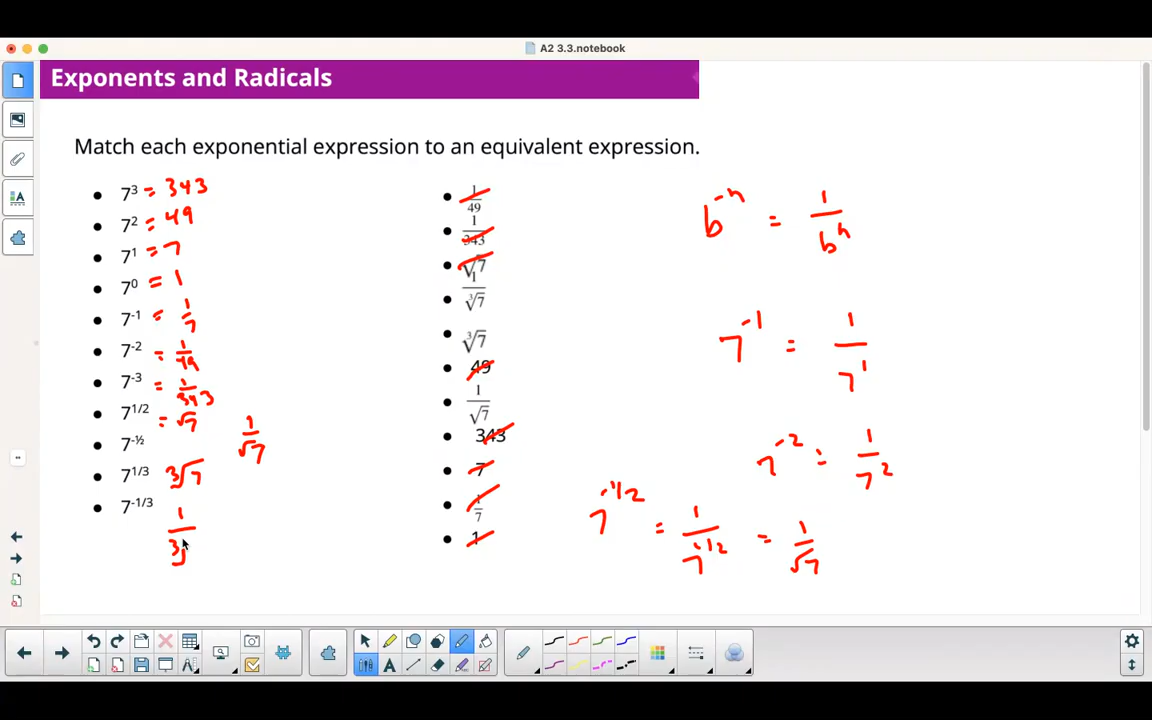 A2 3.3.notebook
Exponents and Radicals
Match each exponential expression to an equivalent expression.
• 7³ = 343
• 7² = 49
• 7¹ = 7
• 7⁰ = 1
• 7⁻¹ = 1/7
• 7⁻² = 1/49
• 7⁻³ = 1/343
• 7^1/2 = √7
• 7^-½ 1/√7
• 7^1/3 ³√7
• 7^-1/3
1/3√
• 1/49
• 1/343
• √7
• 1/³√7
• ³√7
• 49
• 1/√7
• 343
• 7
• 1/7
• 1
b⁻ⁿ = 1/bⁿ
7⁻¹ = 1/7¹
7⁻² = 1/7²
7^-1/2 = 1/7^1/2 = 1/√7